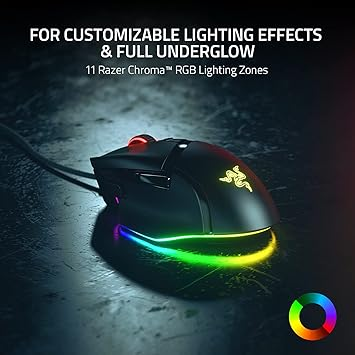 FOR CUSTOMIZABLE LIGHTING EFFECTS
& FULL UNDERGLOW
11 Razer Chroma™ RGB Lighting Zones